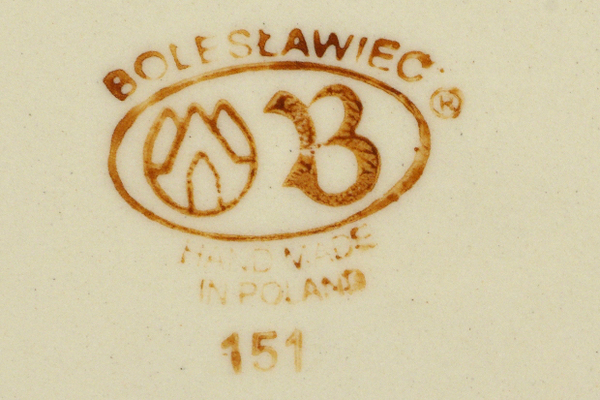 BOLESŁAWIEC ®
B
HAND MADE
IN POLAND
151